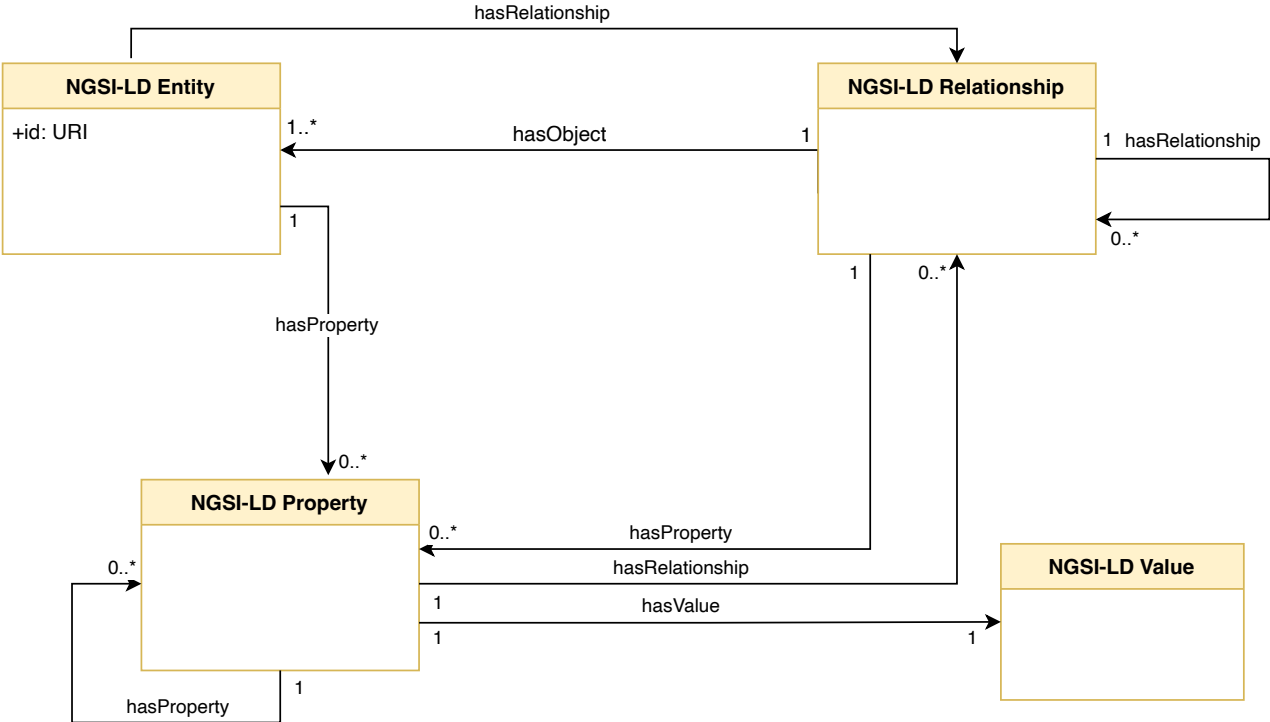 hasRelationship
NGSI-LD Entity
+id: URI
NGSI-LD Relationship
1..*
hasObject
1
1
hasRelationship
0..*
1
hasProperty
0..*
1
0..*
NGSI-LD Property
0..*
hasProperty
hasRelationship
1
hasValue
1
1
NGSI-LD Value
0..*
1
hasProperty